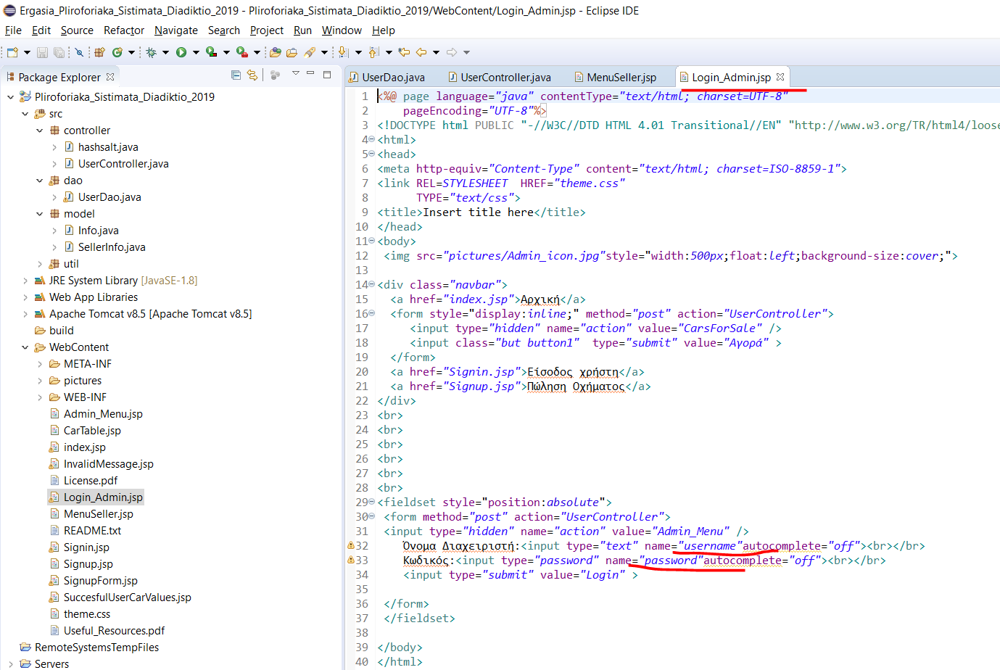 Ergasia_Pliroforiaka_Sistimata_Diadiktio_2019 - Pliroforiaka_Sistimata_Diadiktio_2019/WebContent/Login_Admin.jsp - Eclipse IDE
File Edit Source Refactor Navigate Search Project Run Window Help
Package Explorer
Pliroforiaka_Sistimata_Diadiktio_2019
src
controller
hashsalt.java
UserController.java
dao
UserDao.java
model
Info.java
SellerInfo.java
util
JRE System Library [JavaSE-1.8]
Web App Libraries
Apache Tomcat v8.5 [Apache Tomcat v8.5]
build
WebContent
META-INF
pictures
WEB-INF
Admin_Menu.jsp
CarTable.jsp
index.jsp
InvalidMessage.jsp
License.pdf
Login_Admin.jsp
MenuSeller.jsp
README.txt
Signin.jsp
Signup.jsp
SignupForm.jsp
SuccesfulUserCarValues.jsp
theme.css
Useful_Resources.pdf
RemoteSystemsTempFiles
Servers
UserDao.java UserController.java MenuSeller.jsp Login_Admin.jsp
1 <%@ page language="java" contentType="text/html; charset=UTF-8"
2 pageEncoding="UTF-8"%>
3 <!DOCTYPE html PUBLIC "-//W3C//DTD HTML 4.01 Transitional//EN" "http://www.w3.org/TR/html4/loose
4 <html>
5 <head>
6 <meta http-equiv="Content-Type" content="text/html; charset=ISO-8859-1">
7 <link REL=STYLESHEET HREF="theme.css"
8 TYPE="text/css">
9 <title>Insert title here</title>
10 </head>
11 <body>
12 <img src="pictures/Admin_icon.jpg"style="width:500px;float:left;background-size:cover;">
13
14 <div class="navbar">
15 <a href="index.jsp">Αρχική</a>
16 <form style="display:inline;" method="post" action="UserController">
17 <input type="hidden" name="action" value="CarsForSale" />
18 <input class="but button1" type="submit" value="Αγορά" >
19 </form>
20 <a href="Signin.jsp">Είσοδος χρήστη</a>
21 <a href="Signup.jsp">Πώληση Οχήματος</a>
22 </div>
23 <br>
24 <br>
25 <br>
26 <br>
27 <br>
28 <br>
29 <fieldset style="position:absolute">
30 <form method="post" action="UserController">
31 <input type="hidden" name="action" value="Admin_Menu" />
32 Όνομα Διαχειριστή:<input type="text" name="username"autocomplete="off"><br></br>
33 Κωδικός:<input type="password" name="password"autocomplete="off"><br></br>
34 <input type="submit" value="Login" >
35
36 </form>
37 </fieldset>
38
39 </body>
40 </html>